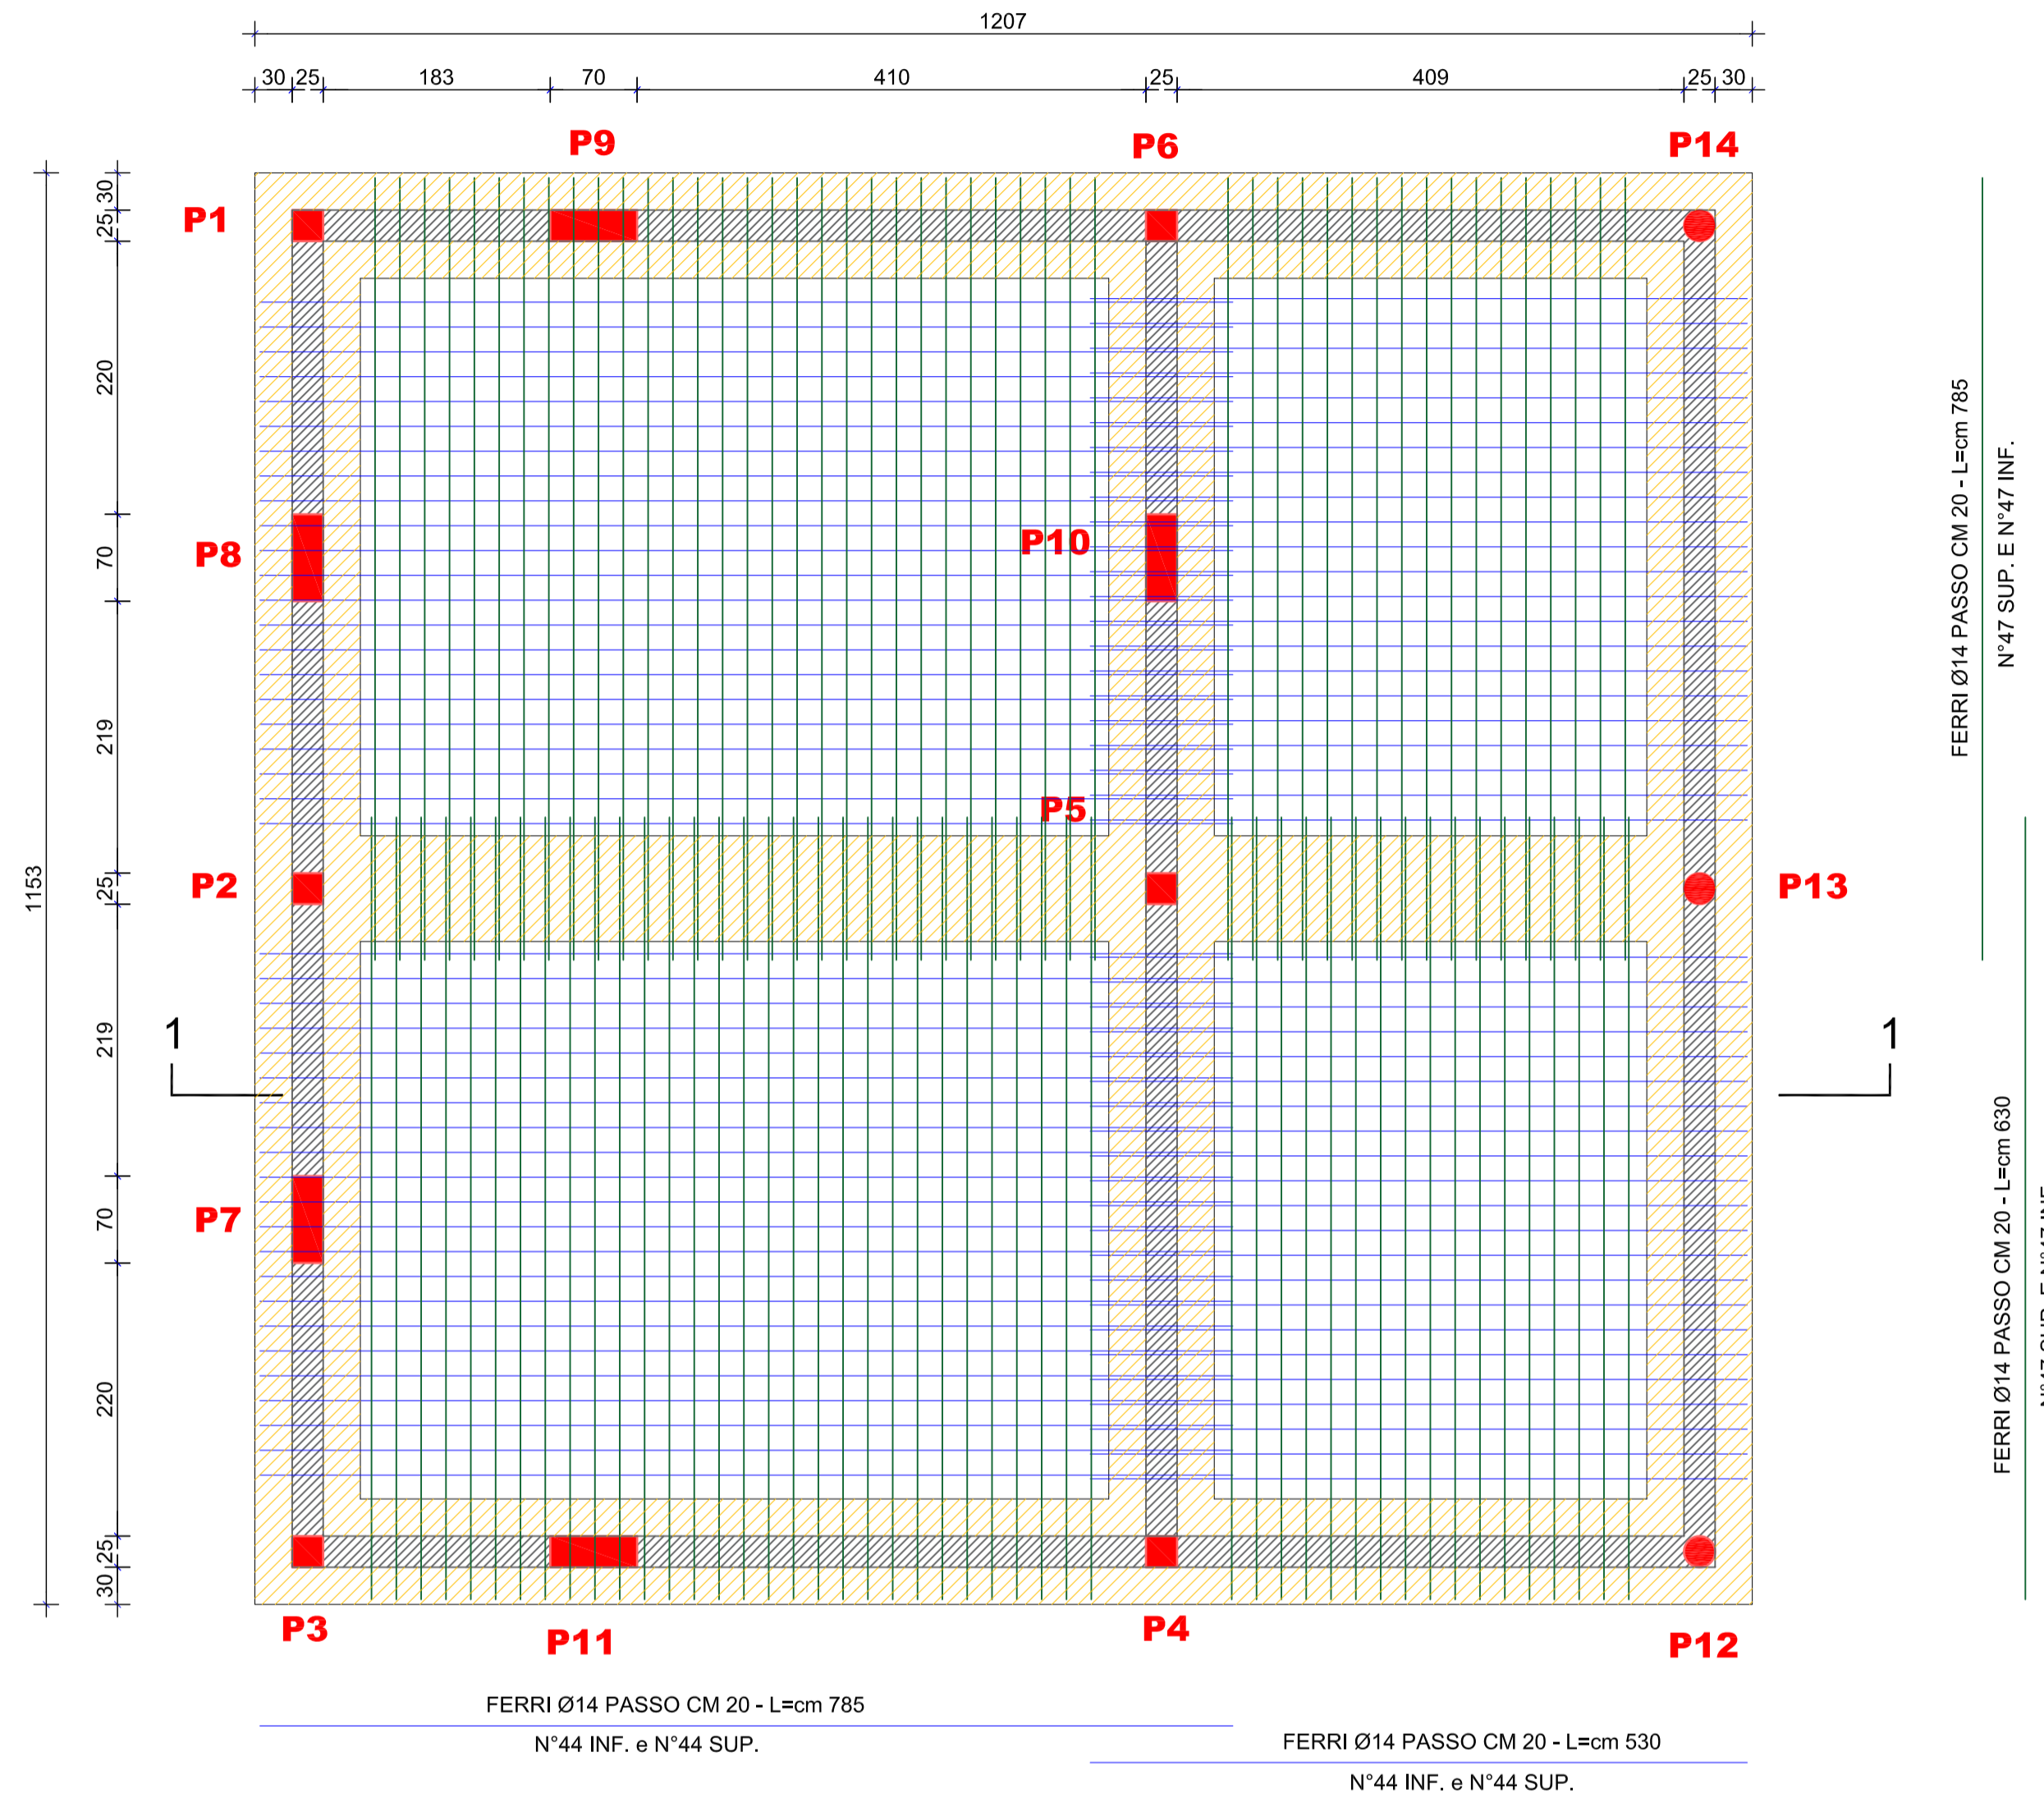 1207
30 25 183 70 410 25 409 25 30
P9 P6 P14
P1
30
25
220
P8
70
P10
219
P5
1153
P2
25
P13
219
1 1
P7
70
220
25
30
P3 P11 P4 P12
FERRI Ø14 PASSO CM 20 - L=cm 785
N°44 INF. e N°44 SUP.
FERRI Ø14 PASSO CM 20 - L=cm 530
N°44 INF. e N°44 SUP.
FERRI Ø14 PASSO CM 20 - L=cm 785
N°47 SUP. E N°47 INF.
FERRI Ø14 PASSO CM 20 - L=cm 630